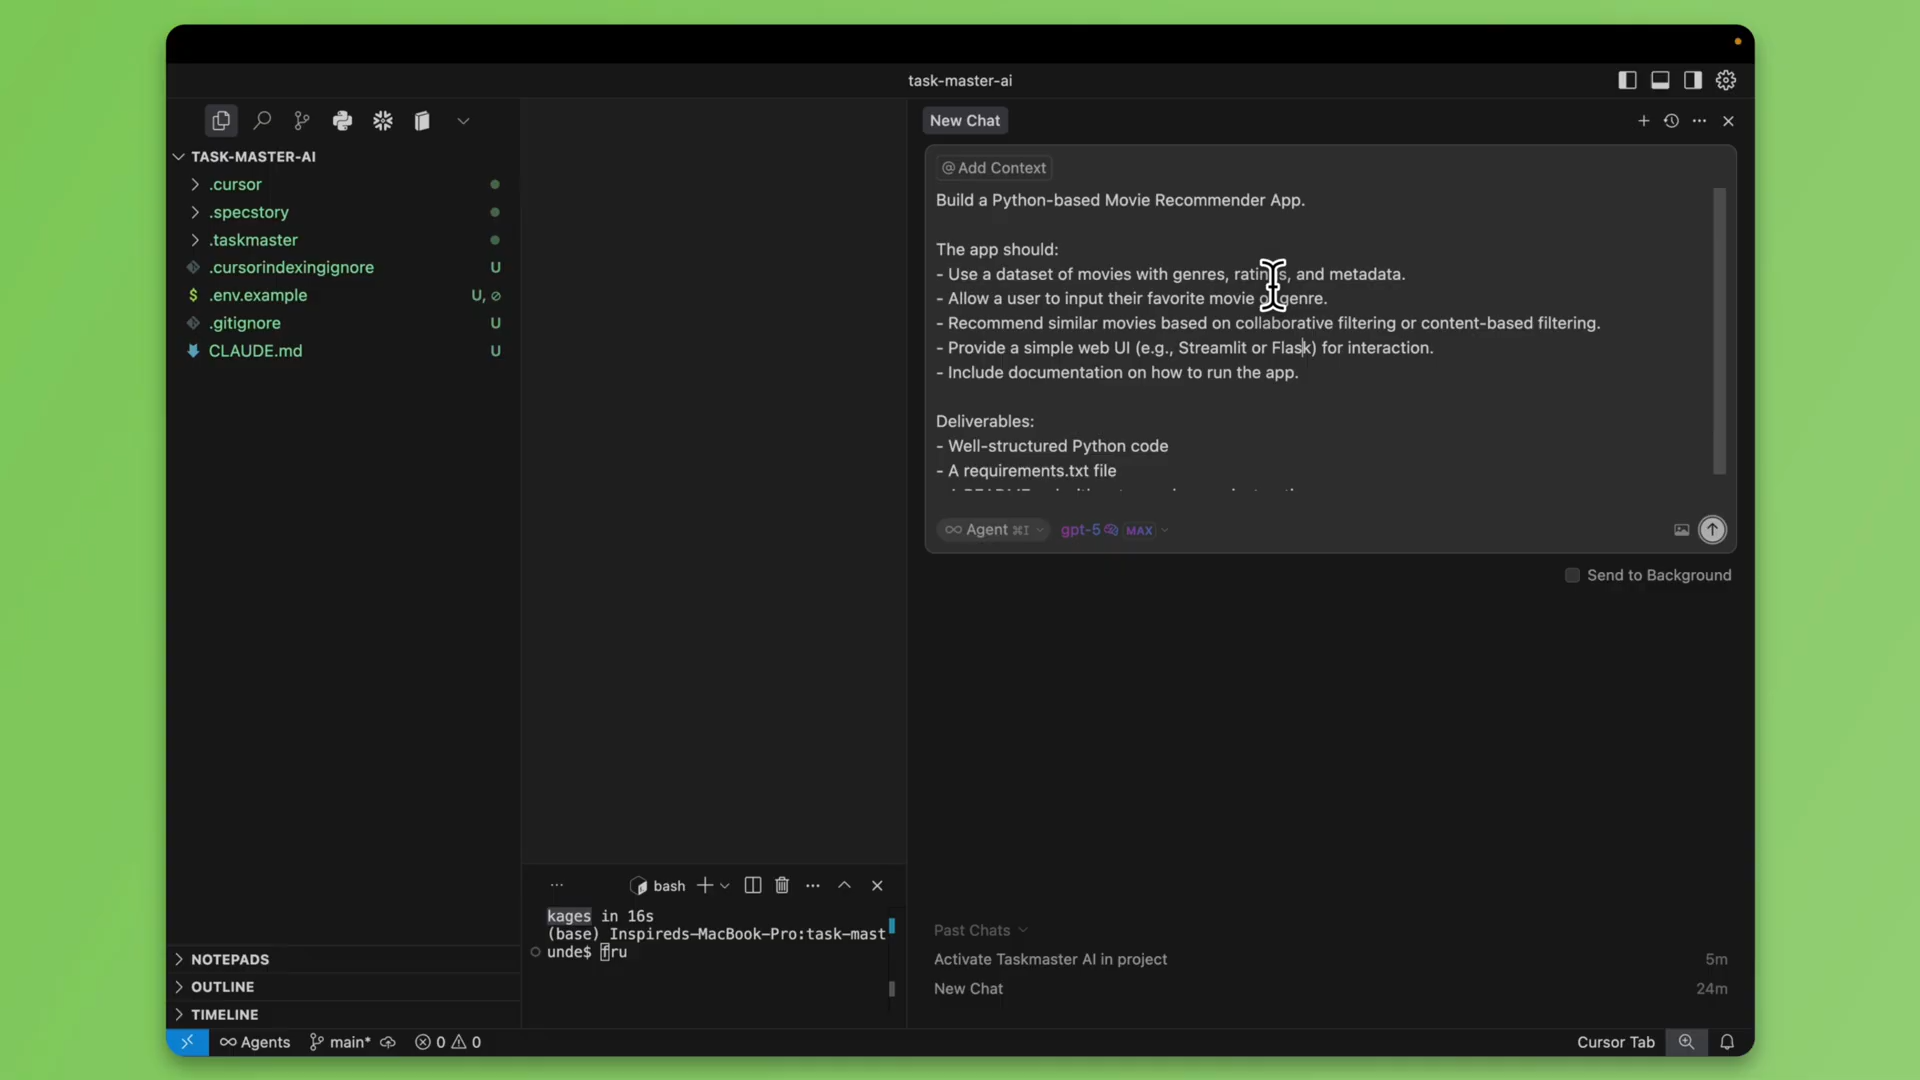 task-master-ai
TASK-MASTER-AI
.cursor
.specstory
.taskmaster
.cursorindexingignore U
$ .env.example U,
.gitignore U
CLAUDE.md U
NOTEPADS
OUTLINE
TIMELINE
bash
kages in 16s
(base) Inspireds-MacBook-Pro:task-mast
unde$ fru
New Chat
@ Add Context
Build a Python-based Movie Recommender App.
The app should:
- Use a dataset of movies with genres, ratings, and metadata.
- Allow a user to input their favorite movie or genre.
- Recommend similar movies based on collaborative filtering or content-based filtering.
- Provide a simple web UI (e.g., Streamlit or Flask) for interaction.
- Include documentation on how to run the app.
Deliverables:
- Well-structured Python code
- A requirements.txt file
Agent ⌘I gpt-5 MAX
Send to Background
Past Chats
Activate Taskmaster AI in project 5m
New Chat 24m
Agents main* 0 0
Cursor Tab